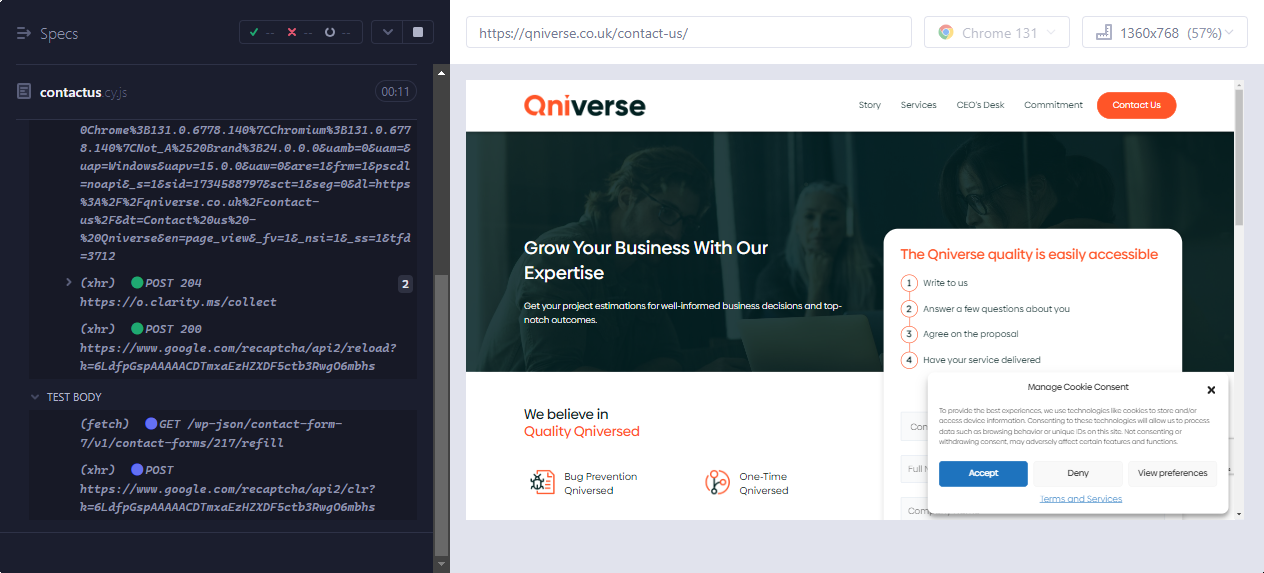 Specs
--
--
--
contactus.cy.js
00:11
0Chrome%3B131.0.6778.140%7CChromium%3B131.0.677
8.140%7CNot_A%2520Brand%3B24.0.0.0&uamb=0&uam=&
uap=Windows&uapv=15.0.0&uaw=0&are=1&frm=1&pscdl
=noapi&_s=1&sid=1734588797&sct=1&seg=0&dl=https
%3A%2F%2Fqniverse.co.uk%2Fcontact-
us%2F&dt=Contact%20us%20-
%20Qniverse&en=page_view&_fv=1&_nsi=1&_ss=1&tfd
=3712
(xhr) POST 204
https://o.clarity.ms/collect
2
(xhr) POST 200
https://www.google.com/recaptcha/api2/reload?
k=6LdfpGspAAAAACDTmxaEzHZXDF5ctb3RwgO6mbhs
TEST BODY
(fetch) GET /wp-json/contact-form-
7/v1/contact-forms/217/refill
(xhr) POST
https://www.google.com/recaptcha/api2/clr?
k=6LdfpGspAAAAACDTmxaEzHZXDF5ctb3RwgO6mbhs
https://qniverse.co.uk/contact-us/
Chrome 131
1360x768 (57%)
Qniverse
Story
Services
CEO's Desk
Commitment
Contact Us
Grow Your Business With Our
Expertise
Get your project estimations for well-informed business decisions and top-
notch outcomes.
The Qniverse quality is easily accessible
1 Write to us
2 Answer a few questions about you
3 Agree on the proposal
4 Have your service delivered
We believe in
Quality Qniversed
Bug Prevention
Qniversed
One-Time
Qniversed
Manage Cookie Consent
To provide the best experiences, we use technologies like cookies to store and/or
access device information. Consenting to these technologies will allow us to process
data such as browsing behavior or unique IDs on this site. Not consenting or
withdrawing consent, may adversely affect certain features and functions.
Accept
Deny
View preferences
Terms and Services